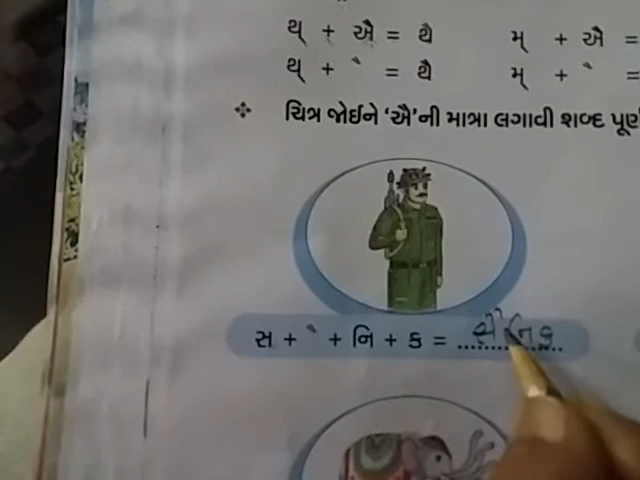 થ્ + ઐ = થૈ મ્ + ઐ =
થ્ + ૈ = થૈ મ્ + ૈ =
❖ ચિત્ર જોઈને ‘ઐ’ની માત્રા લગાવી શબ્દ પૂર્ણ
સ + ૈ + નિ + ક = સૈનિક